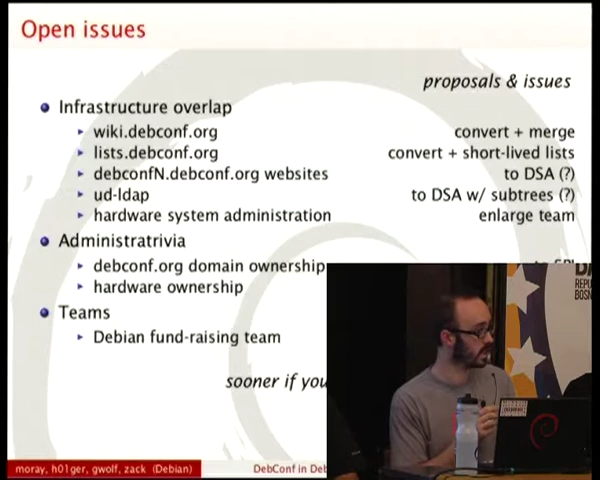 Open issues
proposals & issues
Infrastructure overlap
wiki.debconf.org convert + merge
lists.debconf.org convert + short-lived lists
debconfN.debconf.org websites to DSA (?)
ud-ldap to DSA w/ subtrees (?)
hardware system administration enlarge team
Administratrivia
debconf.org domain ownership
hardware ownership
Teams
Debian fund-raising team
sooner if you
REPU
BOSN
moray, h01ger, gwolf, zack (Debian) DebConf in Deb